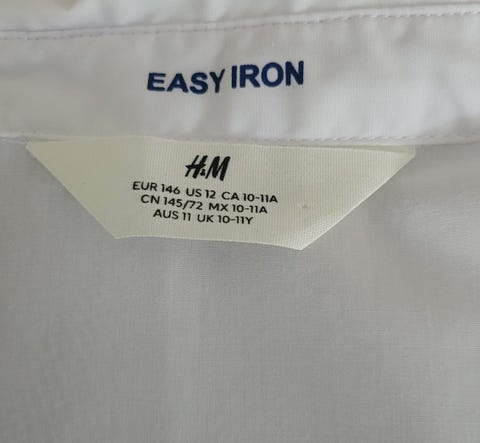 EASY IRON
H&M
EUR 146 US 12 CA 10-11A
CN 145/72 MX 10-11A
AUS 11 UK 10-11Y